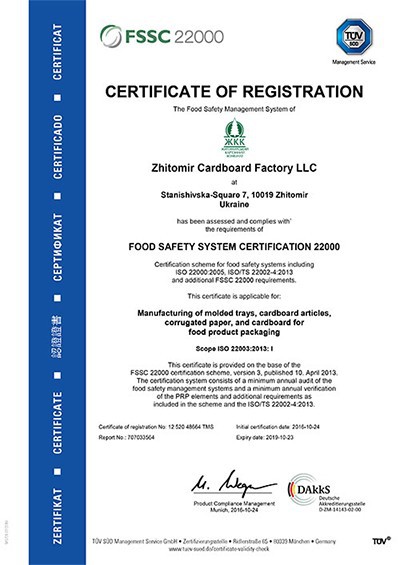 FSSC 22000
TÜV
SÜD
Management Service
CERTIFICATE OF REGISTRATION
The Food Safety Management System of
ЖКК
Zhitomir Cardboard Factory LLC
at
Stanishivska-Square 7, 10019 Zhitomir
Ukraine
has been assessed and complies with
the requirements of
FOOD SAFETY SYSTEM CERTIFICATION 22000
Certification scheme for food safety systems including
ISO 22000:2005, ISO/TS 22002-4:2013
and additional FSSC 22000 requirements.
This certificate is applicable for:
Manufacturing of molded trays, cardboard articles,
corrugated paper, and cardboard for
food product packaging
Scope ISO 22003:2013: I
This certificate is provided on the base of the
FSSC 22000 certification scheme, version 3, published 10. April 2013.
The certification system consists of a minimum annual audit of the
food safety management systems and a minimum annual verification
of the PRP elements and additional requirements as
included in the scheme and the ISO/TS 22002-4:2013.
Certificate of registration No: 12 520 48664 TMS
Initial certification date: 2016-10-24
Report No.: 707033564
Expiry date: 2019-10-23
Product Compliance Management
Munich, 2016-10-24
DAkkS
Deutsche
Akkreditierungsstelle
D-ZM-14143-02-00
TÜV SÜD Management Service GmbH • Zertifizierungsstelle • Ridlerstraße 65 • 80339 München • Germany
www.tuev-sued.de/certificate-validity-check
TÜV®
ZERTIFIKAT ■ CERTIFICATE ■ 認證證書 ■ СЕРТИФИКАТ ■ CERTIFICADO ■ CERTIFICAT